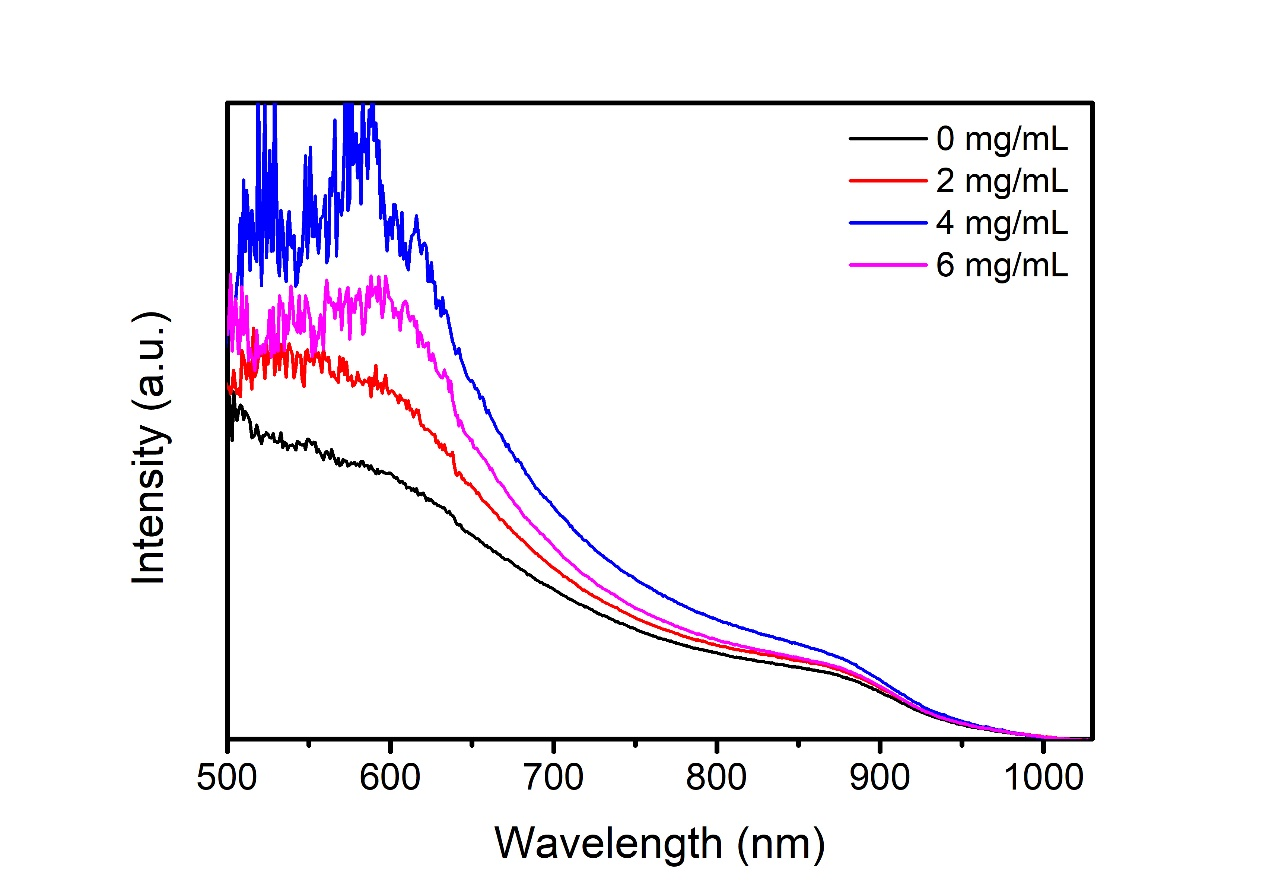 0 mg/mL
2 mg/mL
4 mg/mL
6 mg/mL
Intensity (a.u.)
500 600 700 800 900 1000
Wavelength (nm)